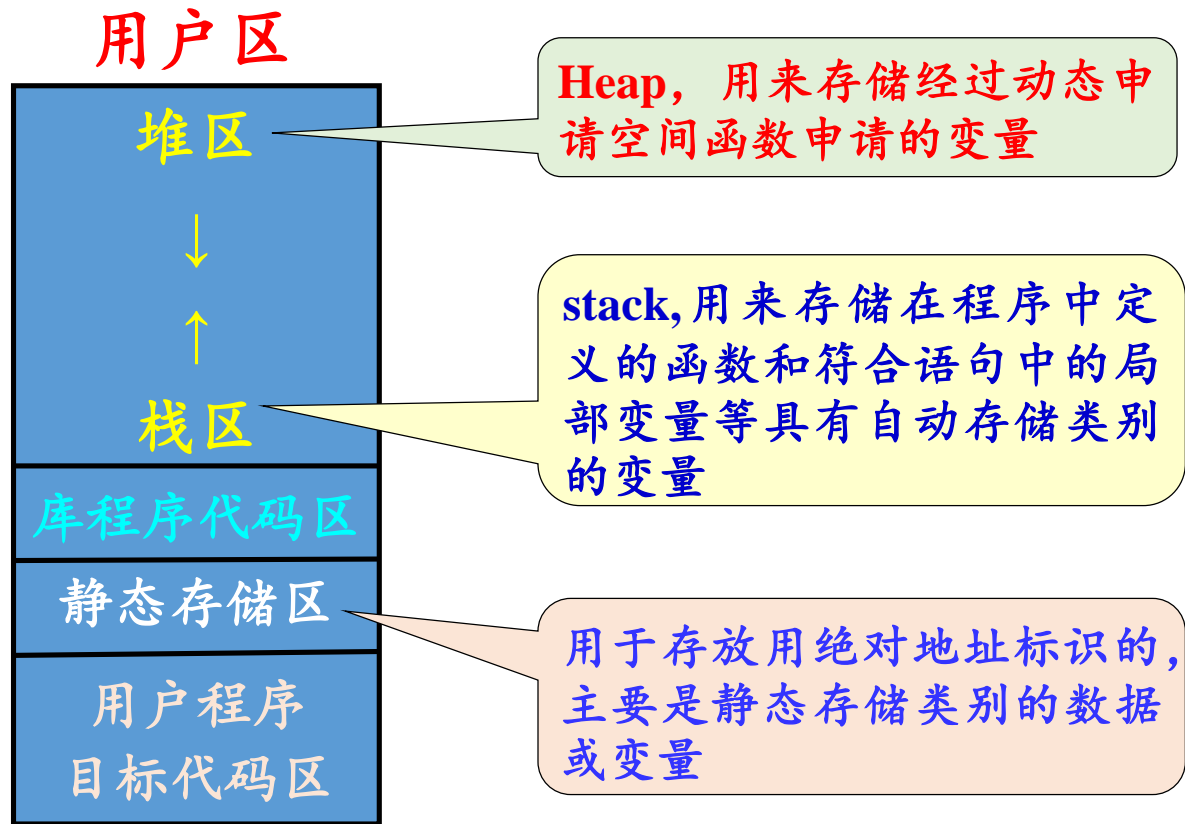 用户区
堆区
Heap，用来存储经过动态申
请空间函数申请的变量
↓
↑
栈区
stack,用来存储在程序中定
义的函数和符合语句中的局
部变量等具有自动存储类别
的变量
库程序代码区
静态存储区
用于存放用绝对地址标识的，
主要是静态存储类别的数据
或变量
用户程序
目标代码区